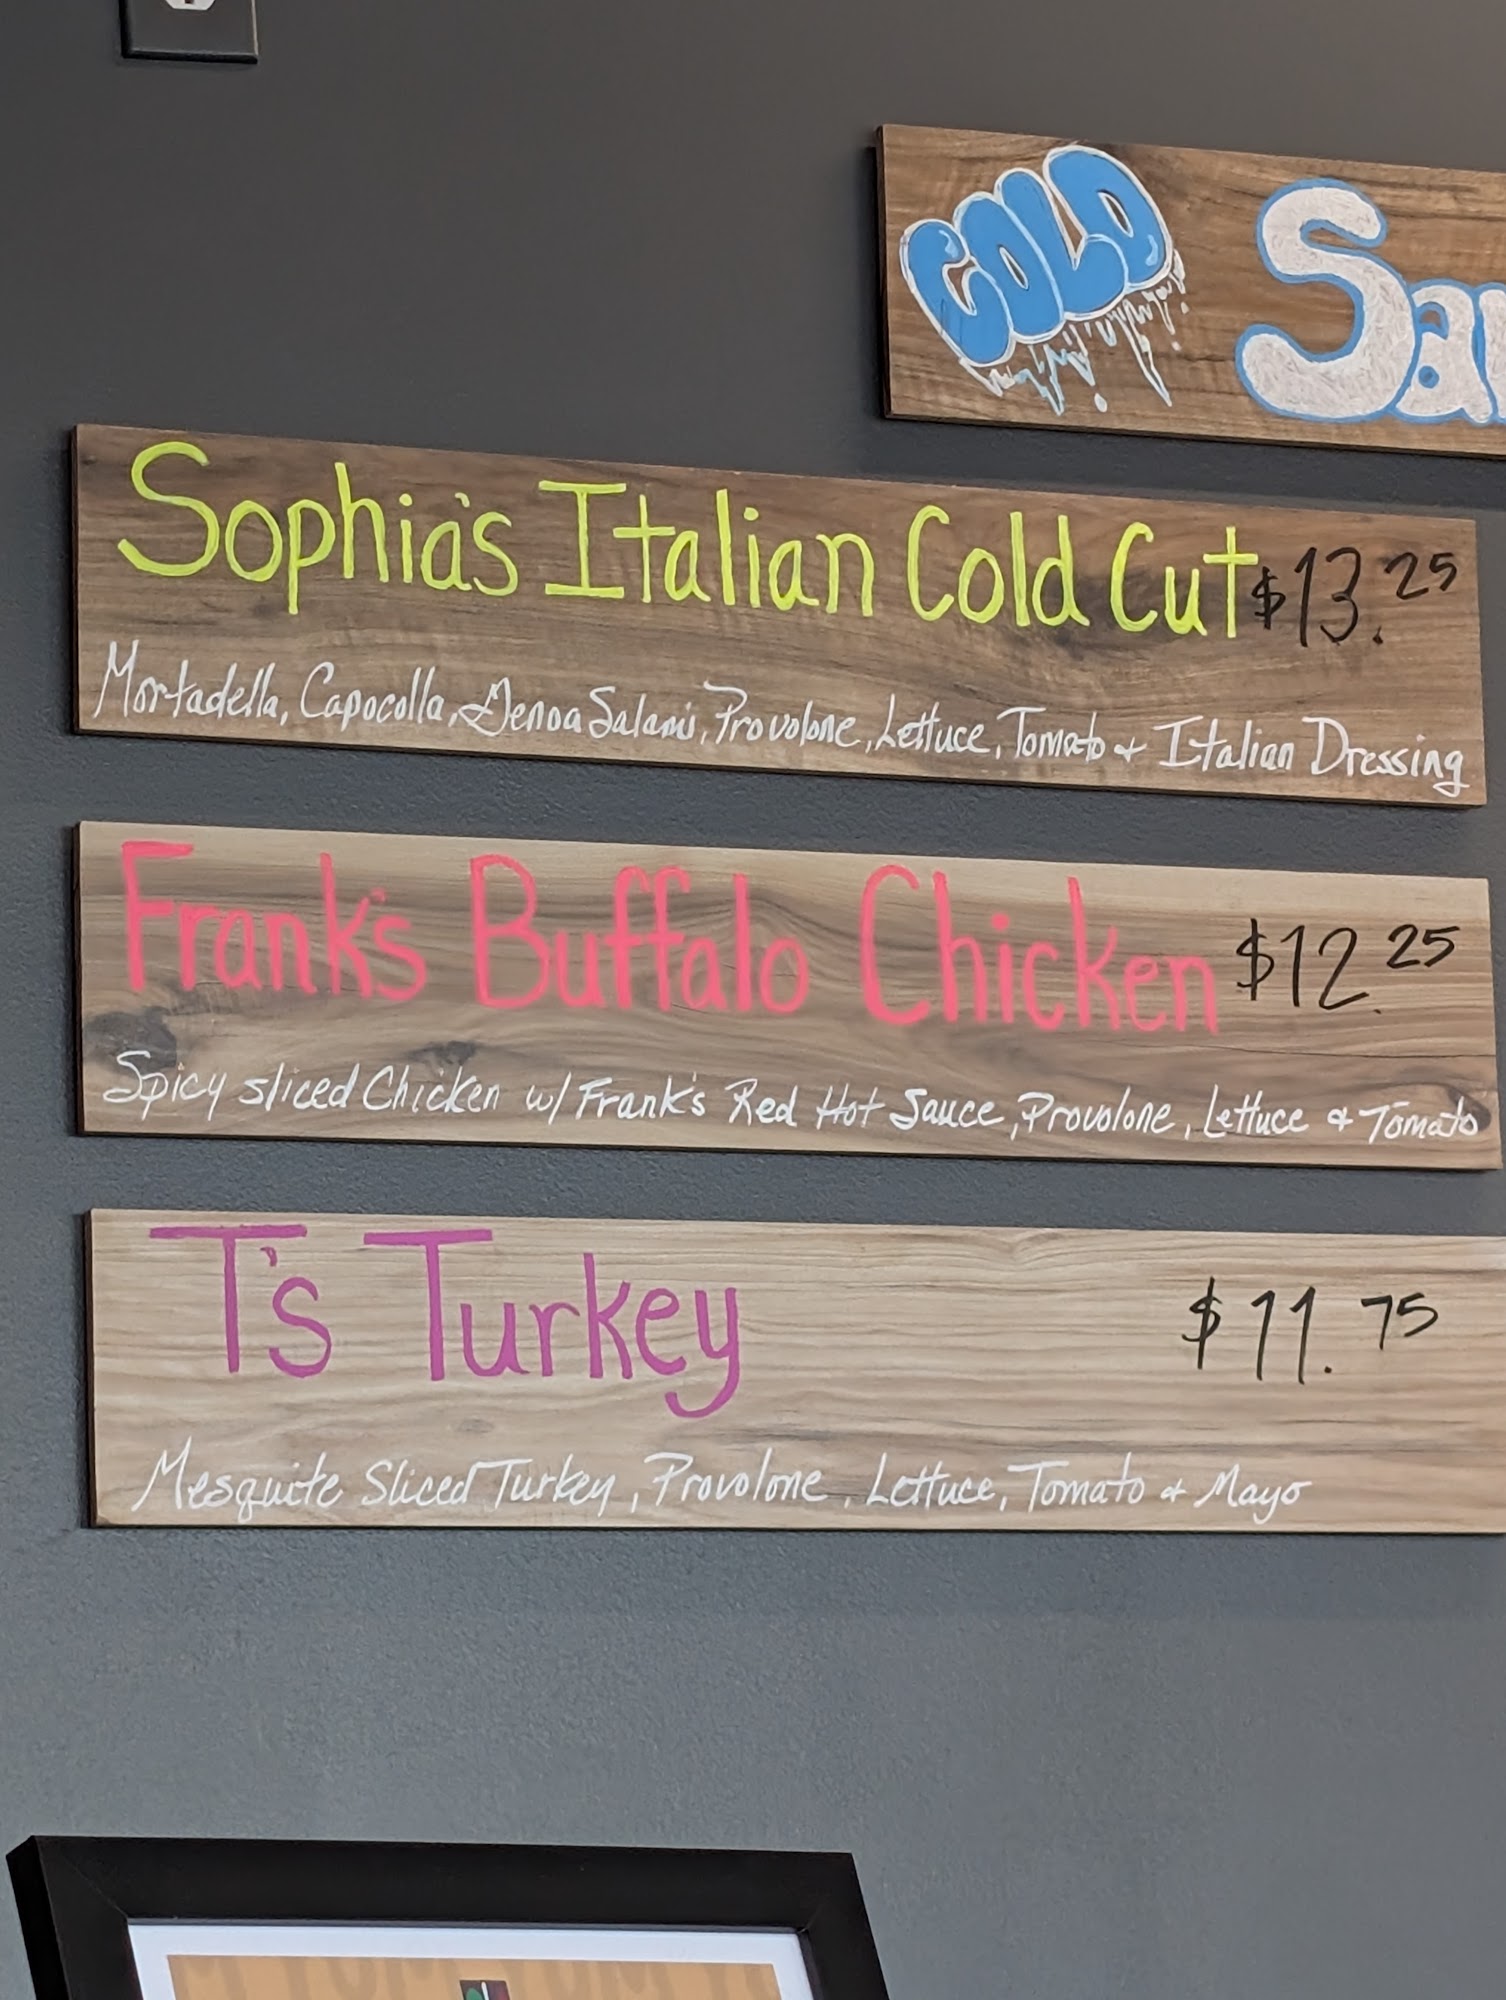 COLD
Sophia's Italian Cold Cut $13.25
Mortadella, Capocolla, Genoa Salami, Provolone, Lettuce, Tomato + Italian Dressing
Frank's Buffalo Chicken $12.25
Spicy sliced Chicken w/ Frank's Red Hot Sauce, Provolone, Lettuce + Tomato
T's Turkey $11.75
Mesquite Sliced Turkey, Provolone, Lettuce, Tomato + Mayo